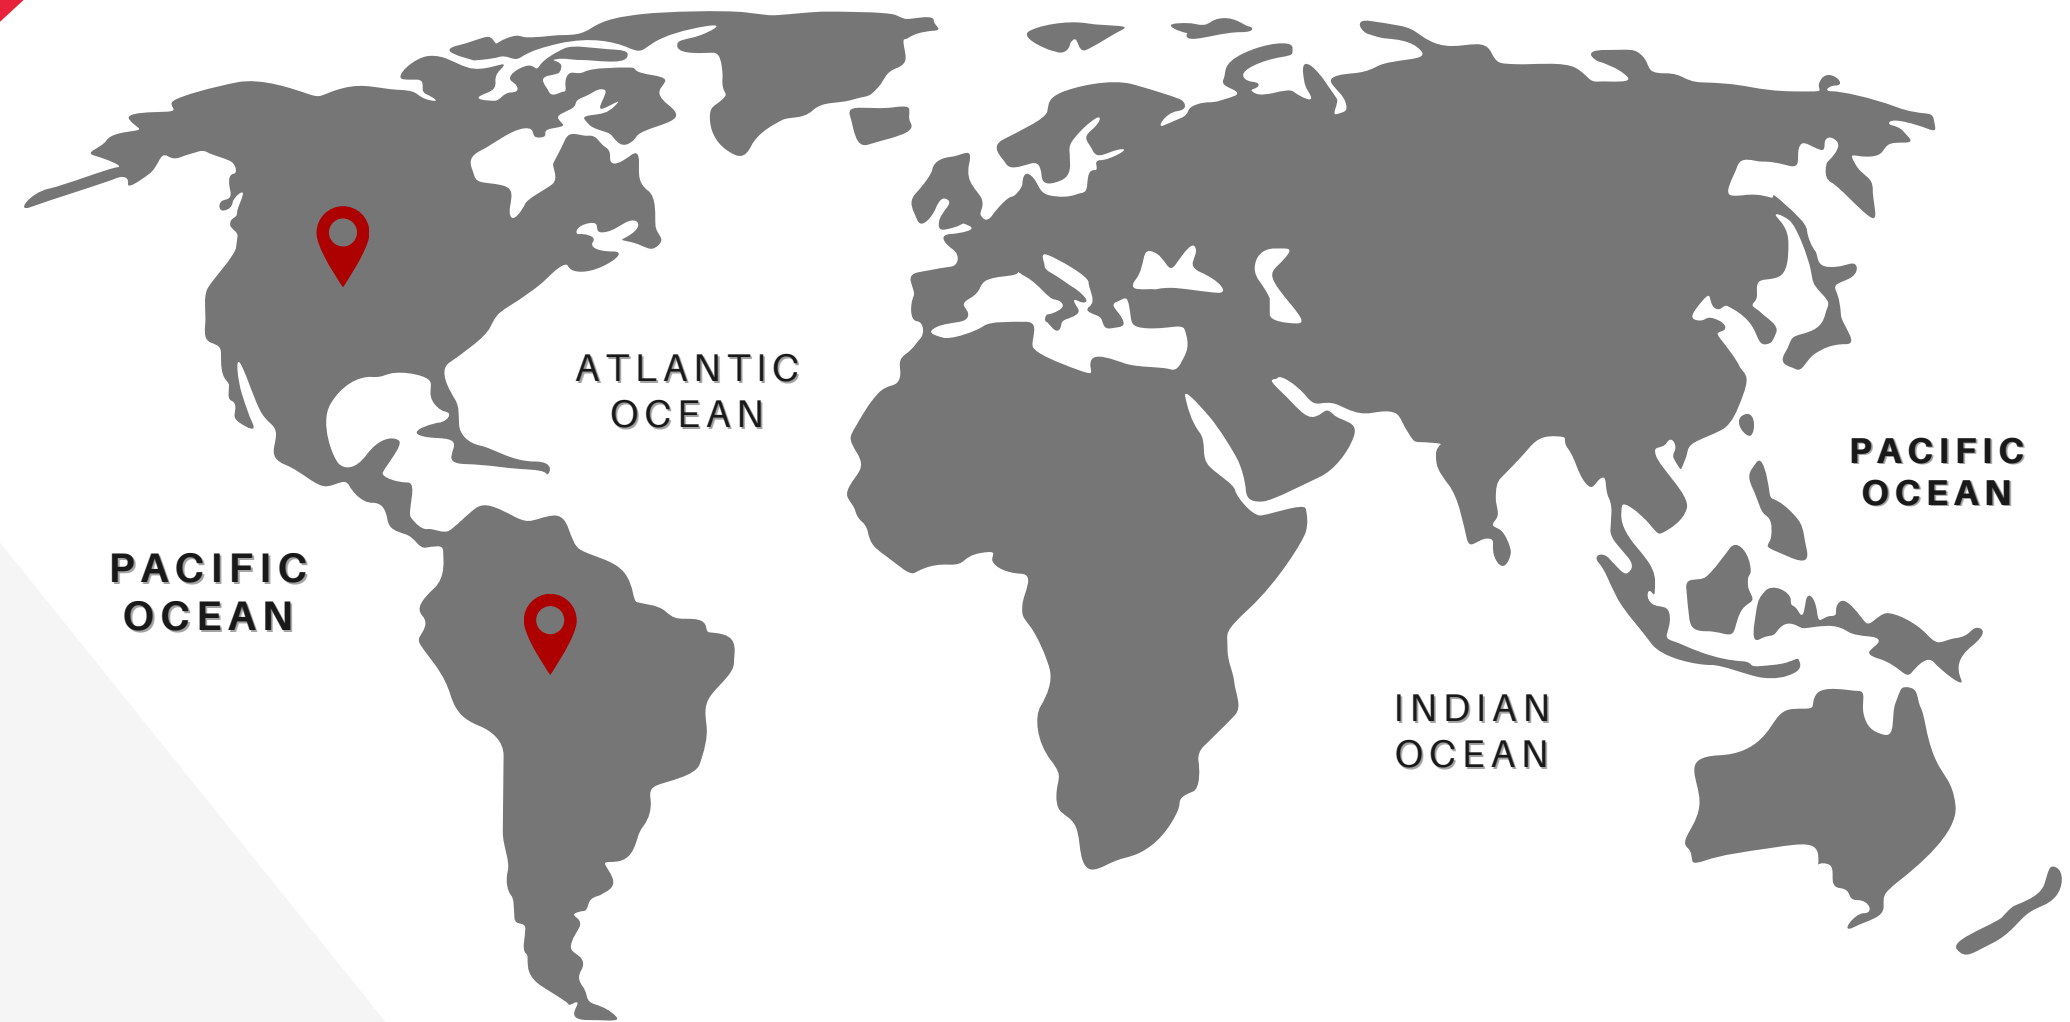 ATLANTIC
OCEAN
PACIFIC
OCEAN
PACIFIC
OCEAN
INDIAN
OCEAN